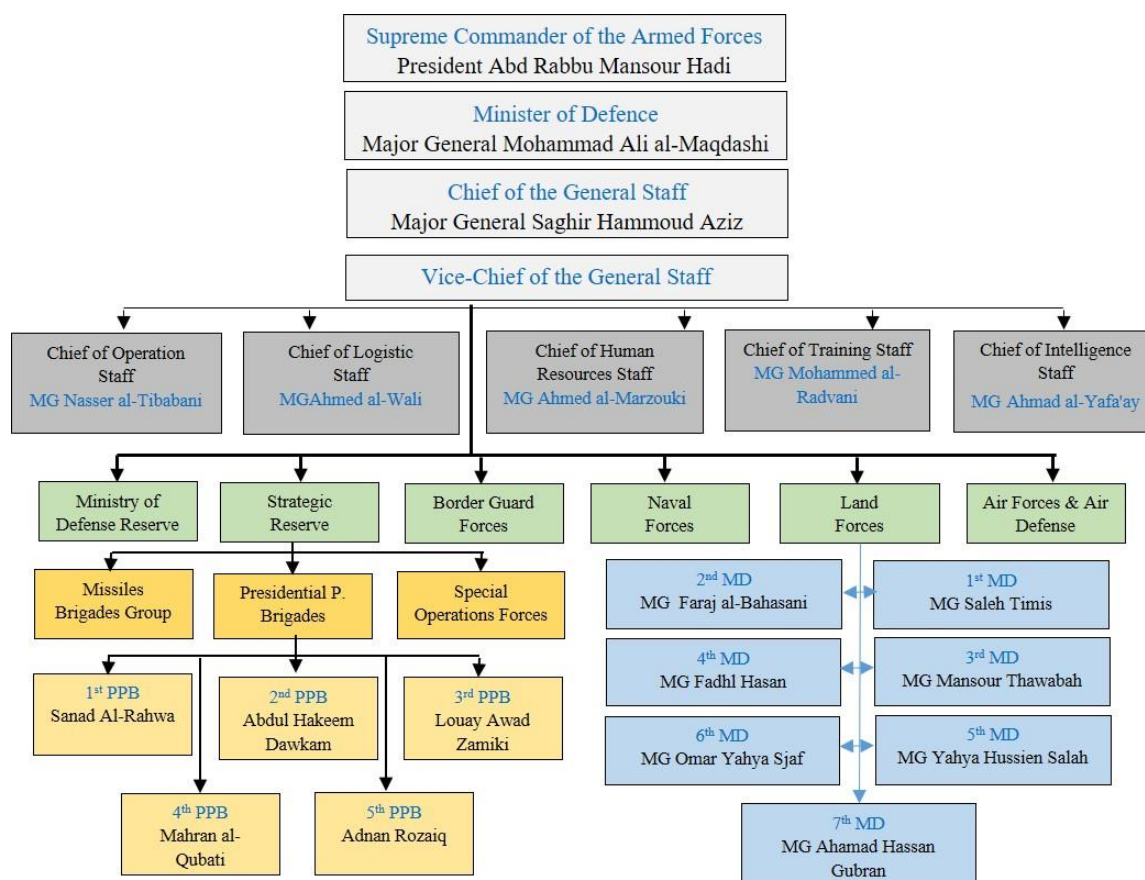 Supreme Commander of the Armed Forces
President Abd Rabbu Mansour Hadi
Minister of Defence
Major General Mohammad Ali al-Maqdashi
Chief of the General Staff
Major General Saghir Hammoud Aziz
Vice-Chief of the General Staff
Chief of Operation
Staff
MG Nasser al-Tibabani
Chief of Logistic
Staff
MGAhmed al-Wali
Chief of Human
Resources Staff
MG Ahmed al-Marzouki
Chief of Training Staff
MG Mohammed al-
Radvani
Chief of Intelligence
Staff
MG Ahmad al-Yafa'ay
Ministry of
Defense Reserve
Strategic
Reserve
Border Guard
Forces
Naval
Forces
Land
Forces
Air Forces & Air
Defense
Missiles
Brigades Group
Presidential P.
Brigades
Special
Operations Forces
1st PPB
Sanad Al-Rahwa
2nd PPB
Abdul Hakeem
Dawkam
3rd PPB
Louay Awad
Zamiki
4th PPB
Mahran al-
Qubati
5th PPB
Adnan Rozaiq
2nd MD
MG Faraj al-Bahasani
1st MD
MG Saleh Timis
4th MD
MG Fadhl Hasan
3rd MD
MG Mansour Thawabah
6th MD
MG Omar Yahya Sjaf
5th MD
MG Yahya Hussien Salah
7th MD
MG Ahamad Hassan
Gubran